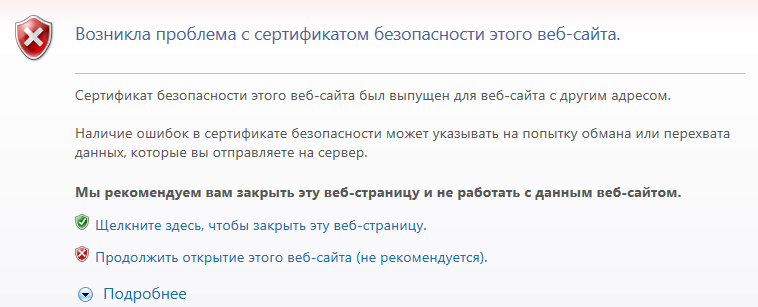 Возникла проблема с сертификатом безопасности этого веб-сайта.
Сертификат безопасности этого веб-сайта был выпущен для веб-сайта с другим адресом.
Наличие ошибок в сертификате безопасности может указывать на попытку обмана или перехвата
данных, которые вы отправляете на сервер.
Мы рекомендуем вам закрыть эту веб-страницу и не работать с данным веб-сайтом.
Щелкните здесь, чтобы закрыть эту веб-страницу.
Продолжить открытие этого веб-сайта (не рекомендуется).
Подробнее